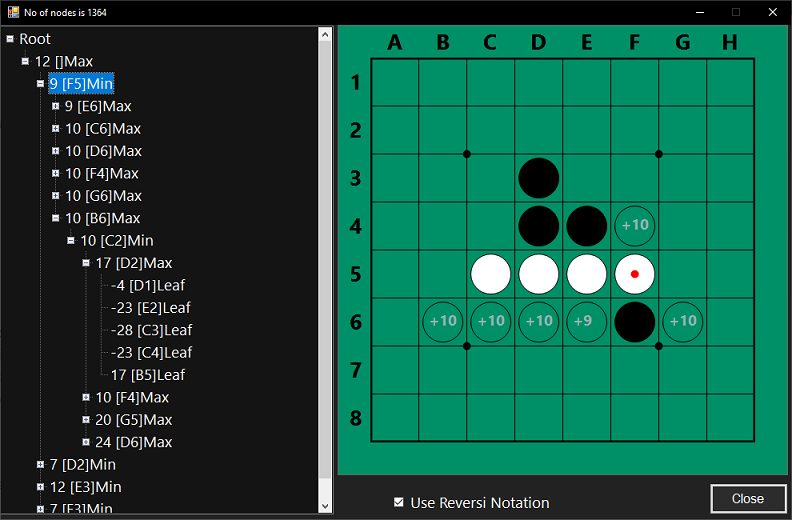 No of nodes is 1364
Root
12 []Max
9 [F5]Min
9 [E6]Max
10 [C6]Max
10 [D6]Max
10 [F4]Max
10 [G6]Max
10 [B6]Max
10 [C2]Min
17 [D2]Max
-4 [D1]Leaf
-23 [E2]Leaf
-28 [C3]Leaf
-23 [C4]Leaf
17 [B5]Leaf
10 [F4]Max
20 [G5]Max
24 [D6]Max
7 [D2]Min
12 [E3]Min
7 [F3]Min
A B C D E F G H
1
2
3
4 +10
5
6 +10 +10 +10 +9 +10
7
8
Use Reversi Notation
Close